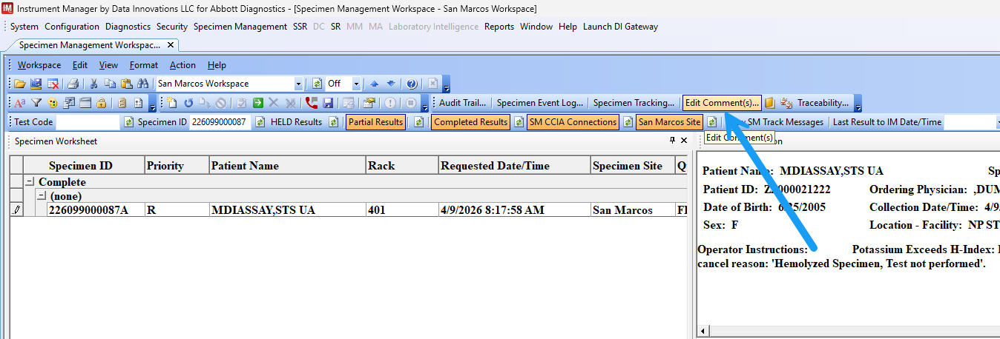 IM Instrument Manager by Data Innovations LLC for Abbott Diagnostics - [Specimen Management Workspace - San Marcos Workspace]
System Configuration Diagnostics Security Specimen Management SSR DC SR MM MA Laboratory Intelligence Reports Window Help Launch DI Gateway
Specimen Management Workspac...
Workspace Edit View Format Action Help
San Marcos Workspace Off
Audit Trail... Specimen Event Log... Specimen Tracking... Edit Comment(s)... Traceability...
Test Code Specimen ID 226099000087 HELD Results Partial Results Completed Results SM CCIA Connections San Marcos Site SM Track Messages Last Result to IM Date/Time
Edit Comment(s)
Specimen Worksheet
Specimen ID Priority Patient Name Rack Requested Date/Time Specimen Site
Complete
(none)
226099000087A R MDIASSAY,STS UA 401 4/9/2026 8:17:58 AM San Marcos
Patient Name: MDIASSAY,STS UA Sp
Patient ID: 000021222 Ordering Physician: ,DUM
Date of Birth: /2005 Collection Date/Time: 4/9
Sex: F Location - Facility: NP ST
Operator Instructions: Potassium Exceeds H-Index:
cancel reason: 'Hemolyzed Specimen, Test not performed'.